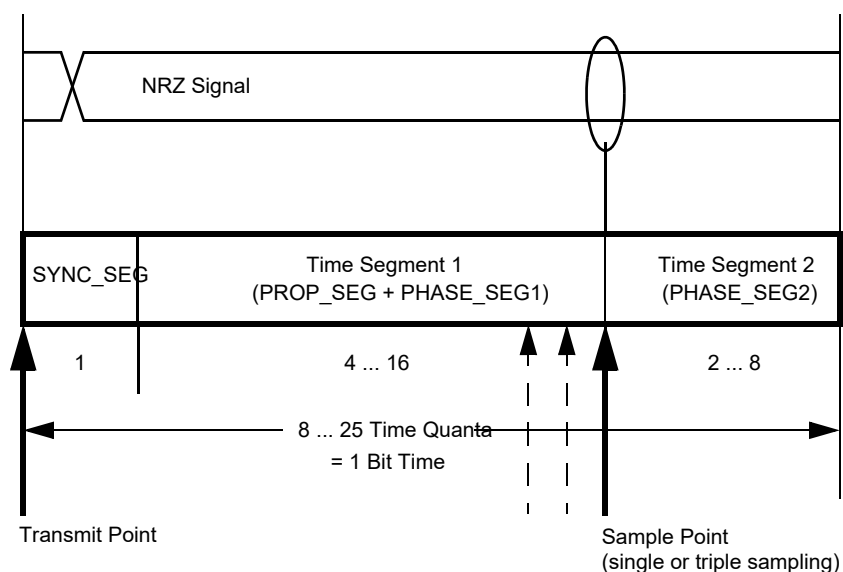 NRZ Signal
SYNC_SEG
Time Segment 1
(PROP_SEG + PHASE_SEG1)
Time Segment 2
(PHASE_SEG2)
1
4 ... 16
2 ... 8
8 ... 25 Time Quanta
= 1 Bit Time
Transmit Point
Sample Point
(single or triple sampling)